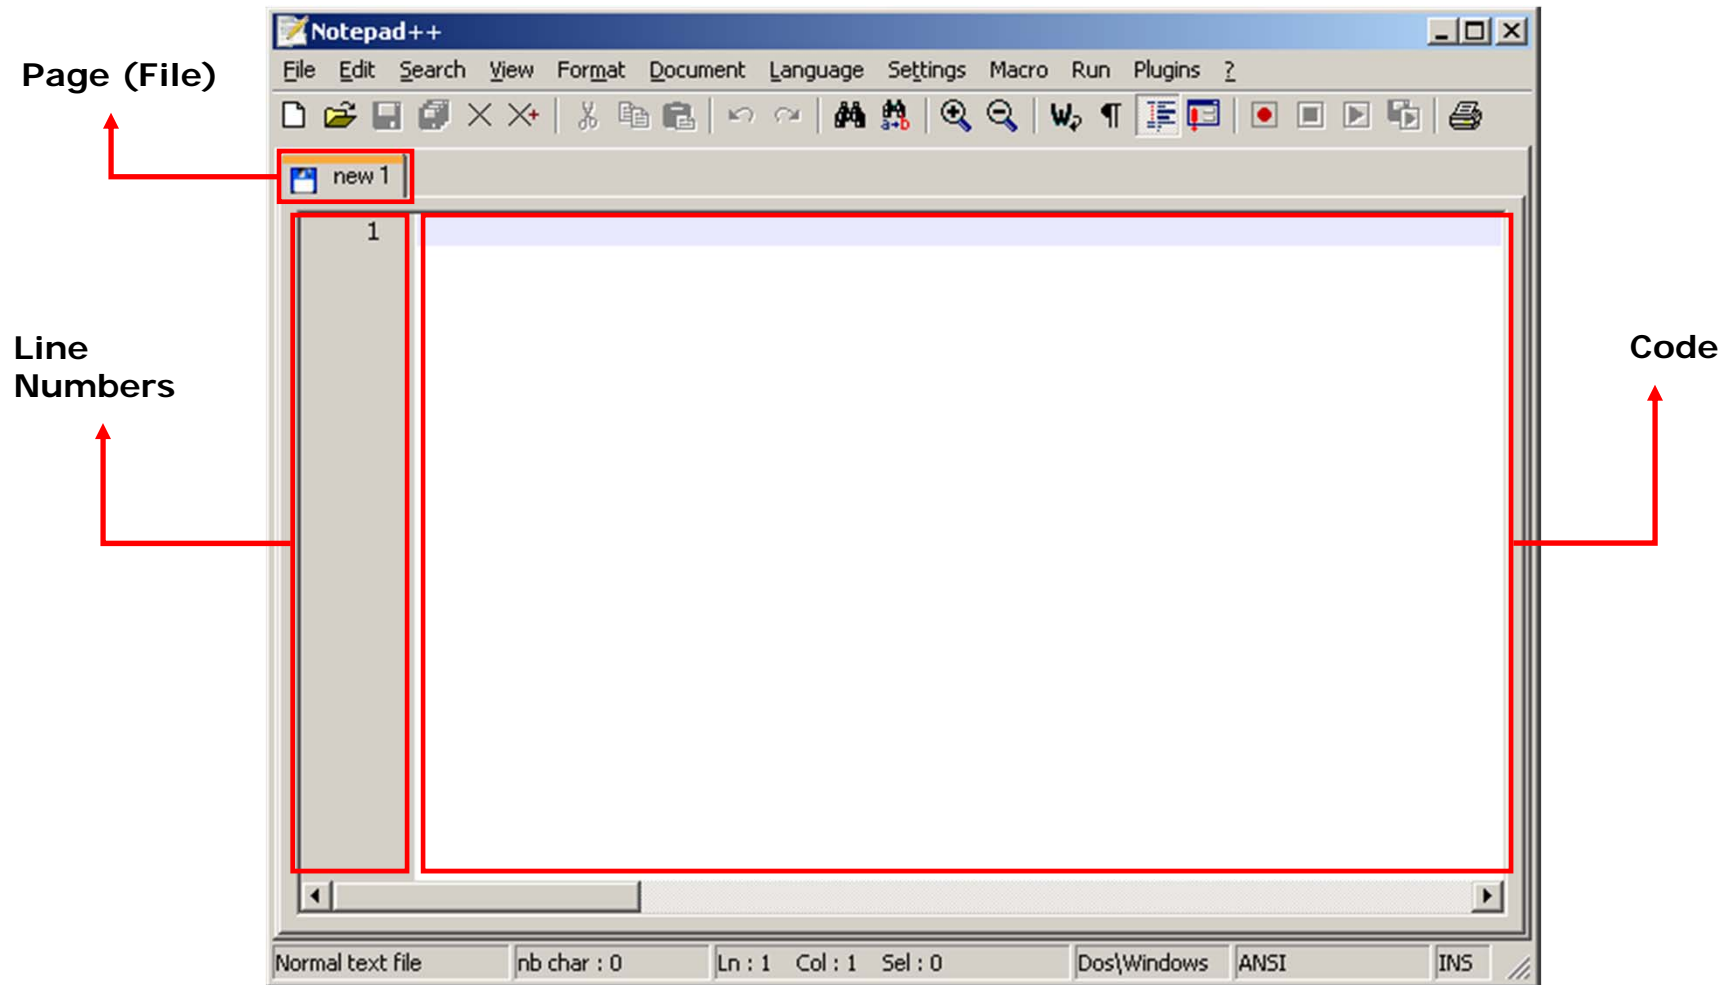 Notepad++
File Edit Search View Format Document Language Settings Macro Run Plugins ?
Page (File)
new 1
1
Line
Numbers
Code
Normal text file nb char : 0 Ln : 1 Col : 1 Sel : 0 Dos\Windows ANSI INS